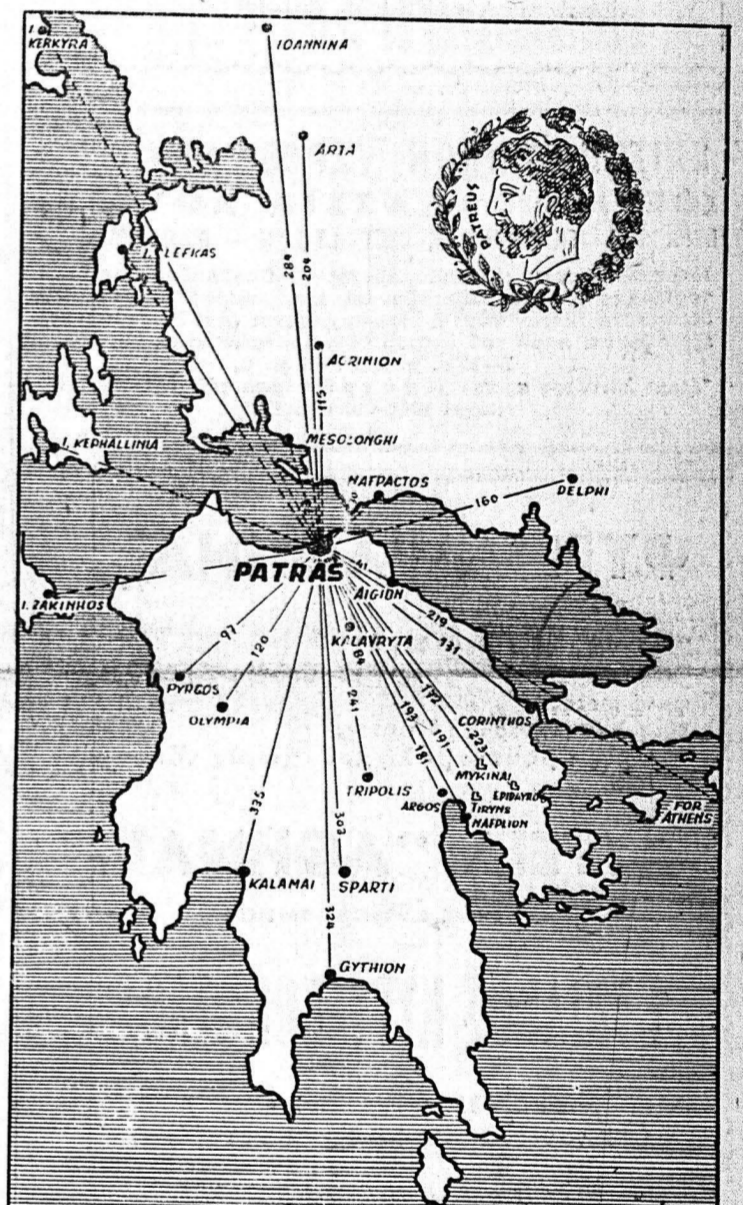 I.
KERKYRA
IOANNINA
ARTA
PATREUS
I. LEFKAS
284
204
AGRINION
115
MESOLONGHI
I. KEPHALLINIA
NAFPACTOS
160
DELPHI
PATRAS
41
AIGION
I. ZAKINHOS
219
131
97
120
KALAVRYTA
84
PYRGOS
OLYMPIA
241
193
172
CORINTHOS
191
223
181
MYKINAI
TRIPOLIS
ARGOS
EPIDAVROS
TIRYNS
NAFPLION
FOR
ATHENS
335
303
KALAMAI
SPARTI
324
GYTHION